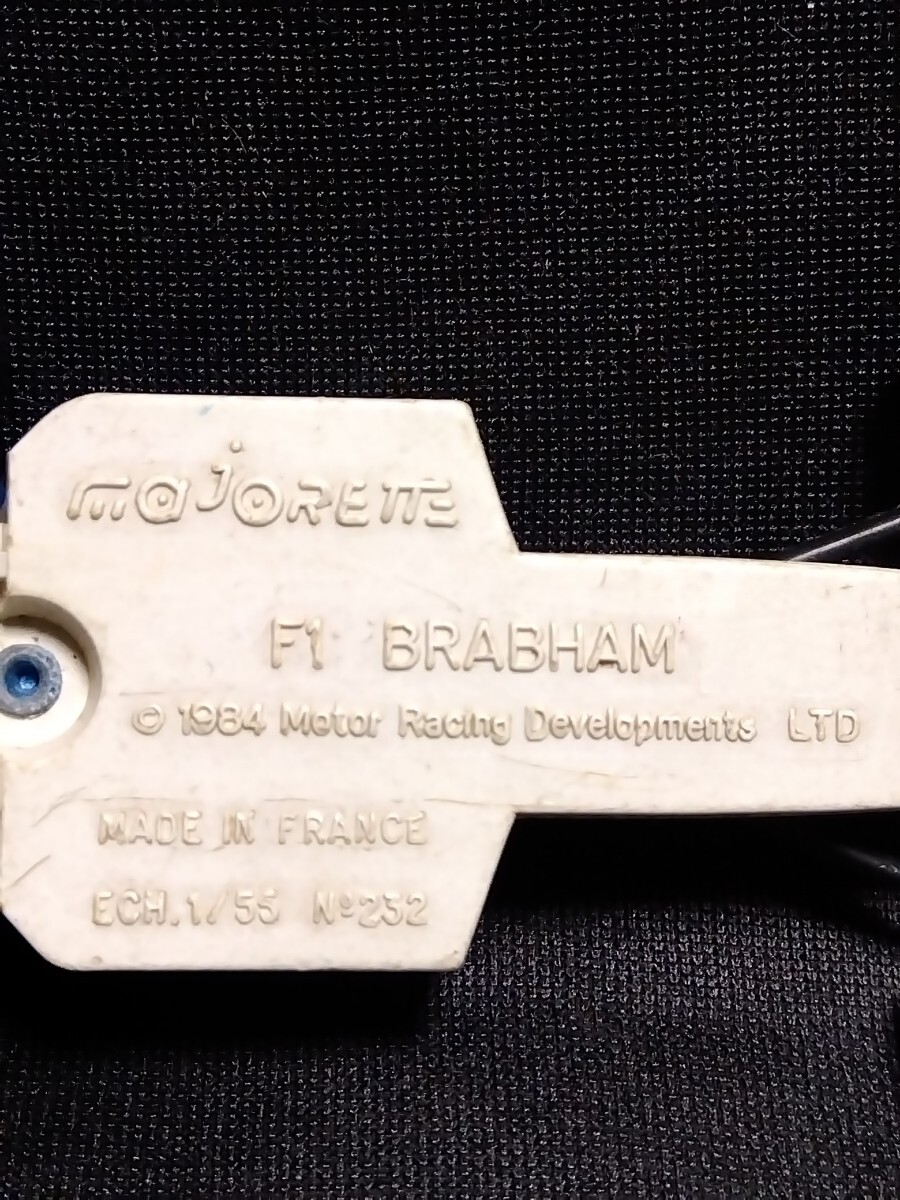 majorette
F1 BRABHAM
© 1984 Motor Racing Developments LTD
MADE IN FRANCE
ECH.1/55 Nº232